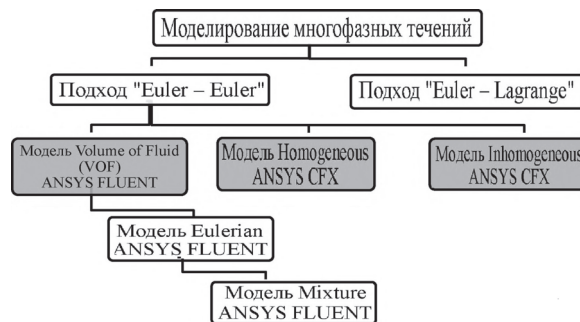 Моделирование многофазных течений
Подход "Euler – Euler"
Подход "Euler – Lagrange"
Модель Volume of Fluid
(VOF)
ANSYS FLUENT
Модель Homogeneous
ANSYS CFX
Модель Inhomogeneous
ANSYS CFX
Модель Eulerian
ANSYS FLUENT
Модель Mixture
ANSYS FLUENT